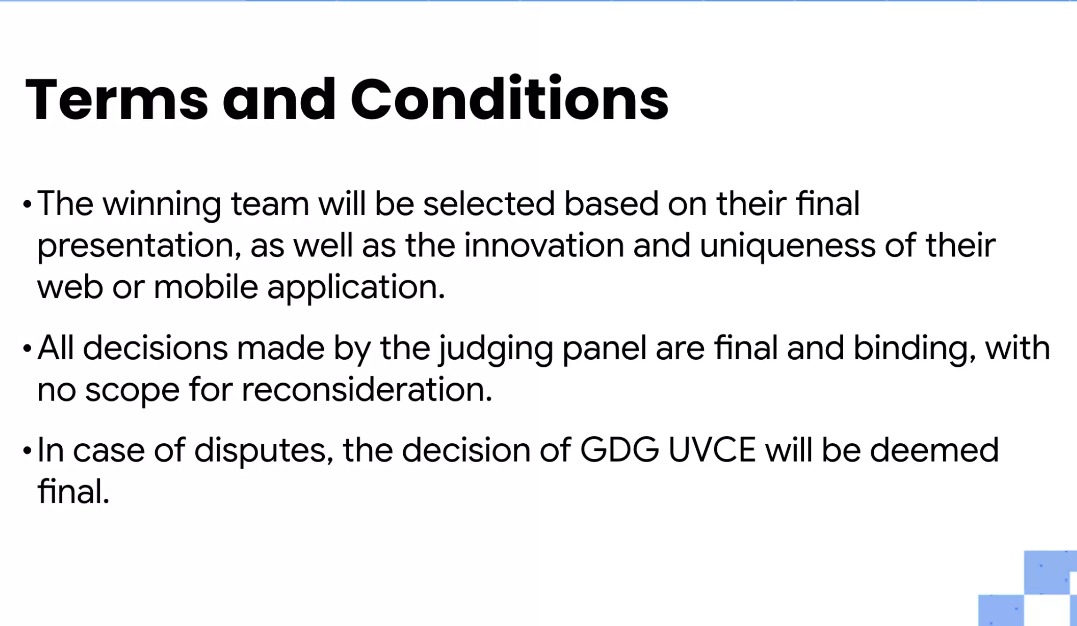 Terms and Conditions
•The winning team will be selected based on their final
presentation, as well as the innovation and uniqueness of their
web or mobile application.
•All decisions made by the judging panel are final and binding, with
no scope for reconsideration.
•In case of disputes, the decision of GDG UVCE will be deemed
final.